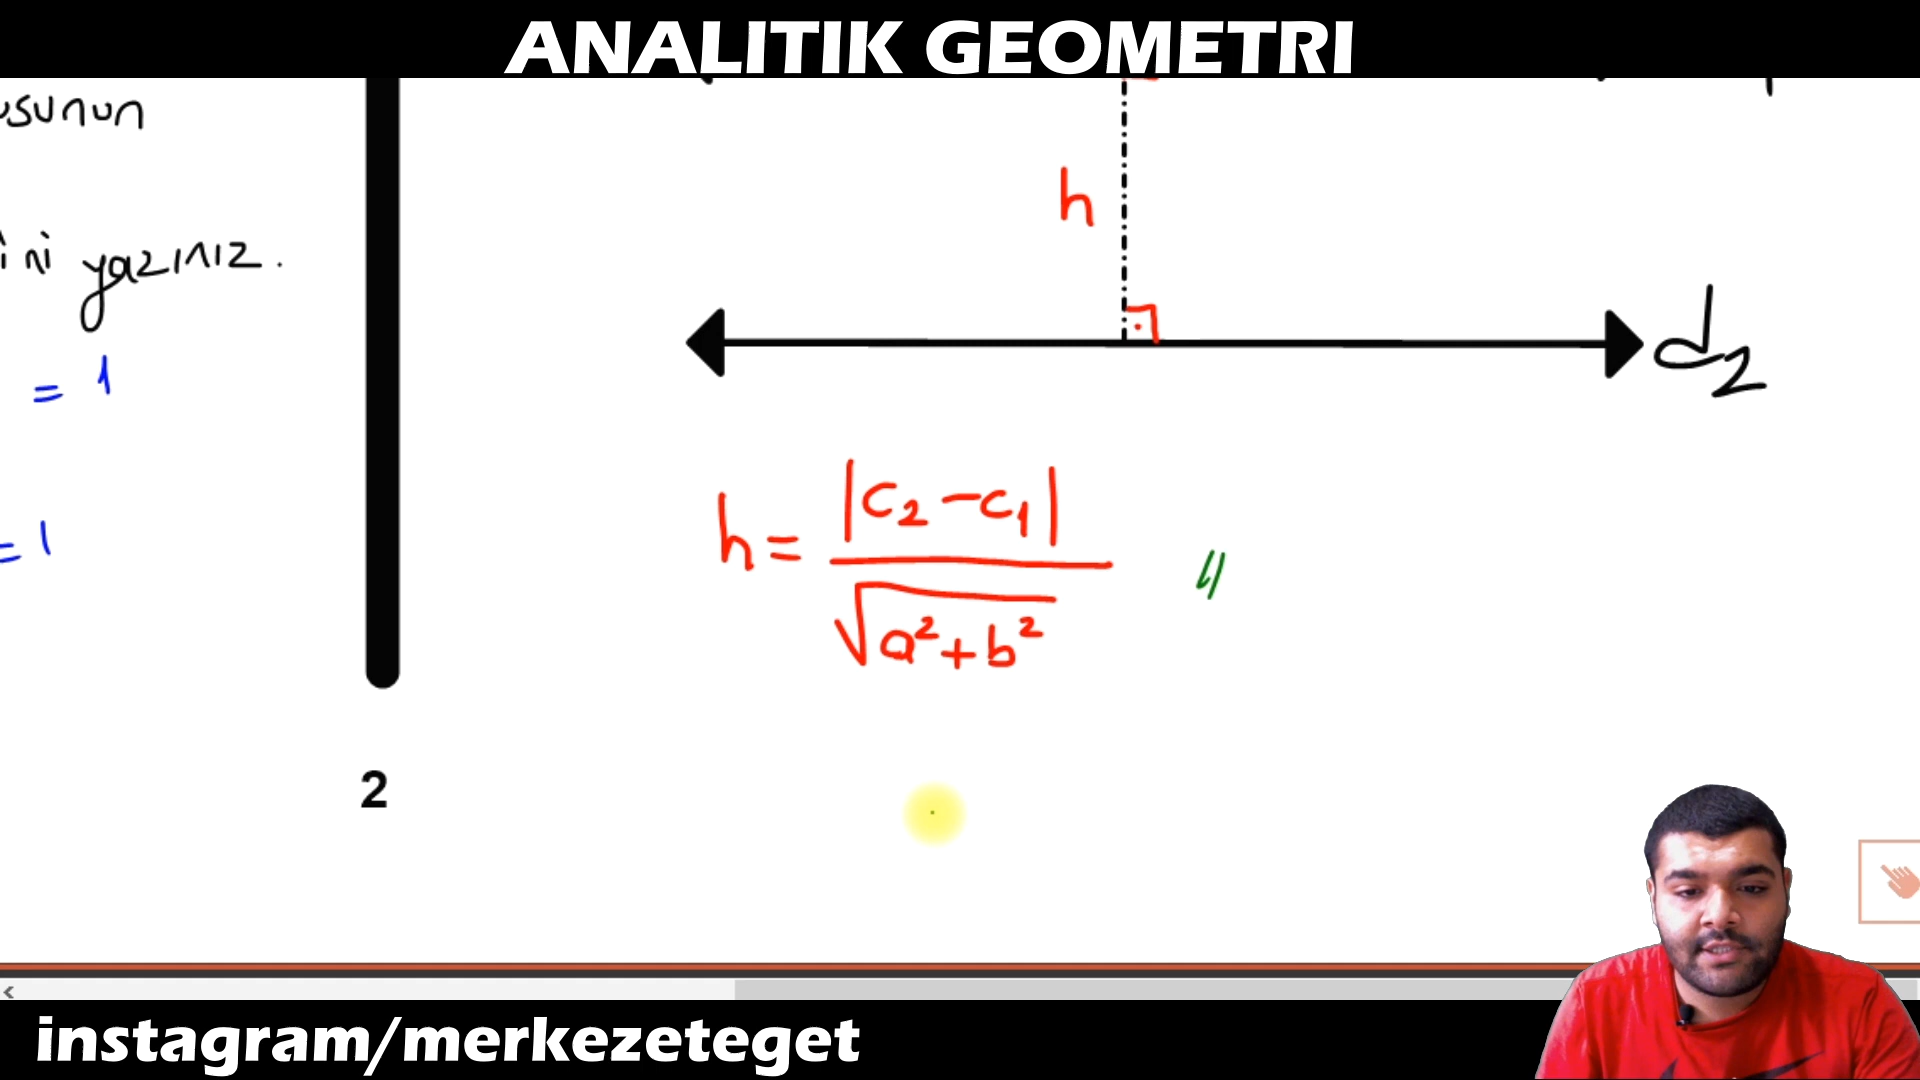 ANALITIK GEOMETRI
usunun
ini yazınız.
= 1
= 1
2
h
d₂
h = |c₂ - c₁| / √(a² + b²)
instagram/merkezeteget